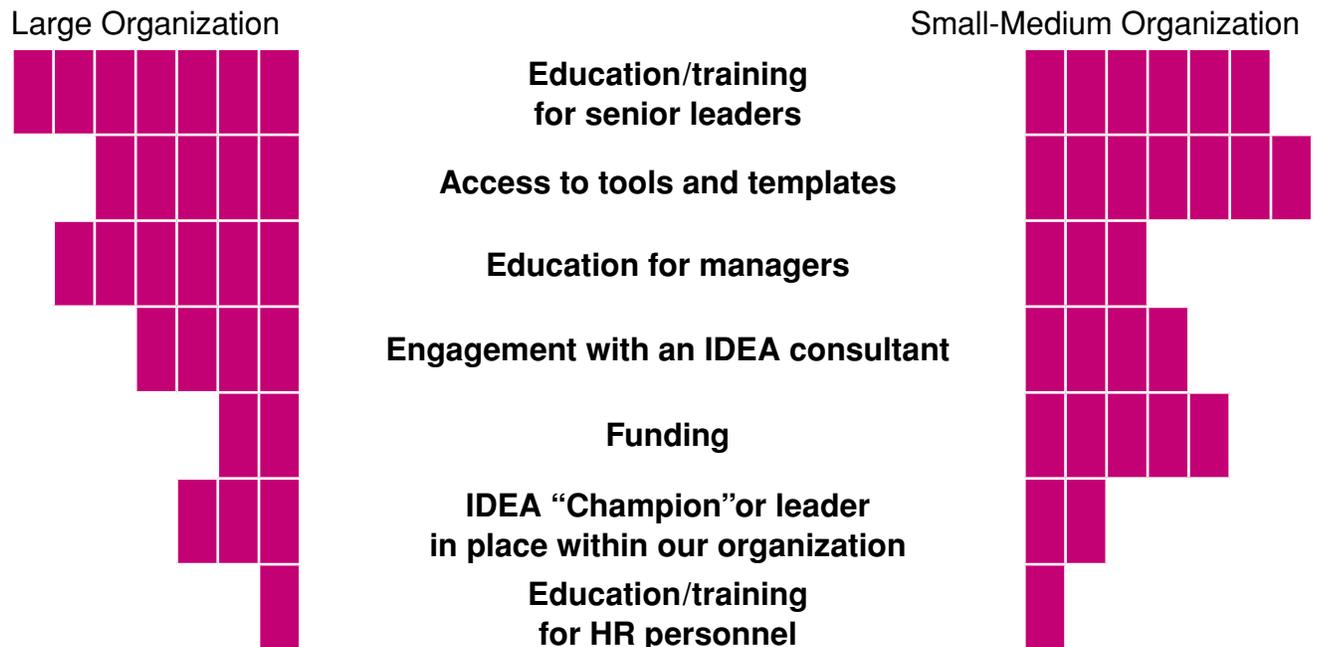 Large Organization
Small-Medium Organization
Education/training
for senior leaders
Access to tools and templates
Education for managers
Engagement with an IDEA consultant
Funding
IDEA “Champion”or leader
in place within our organization
Education/training
for HR personnel